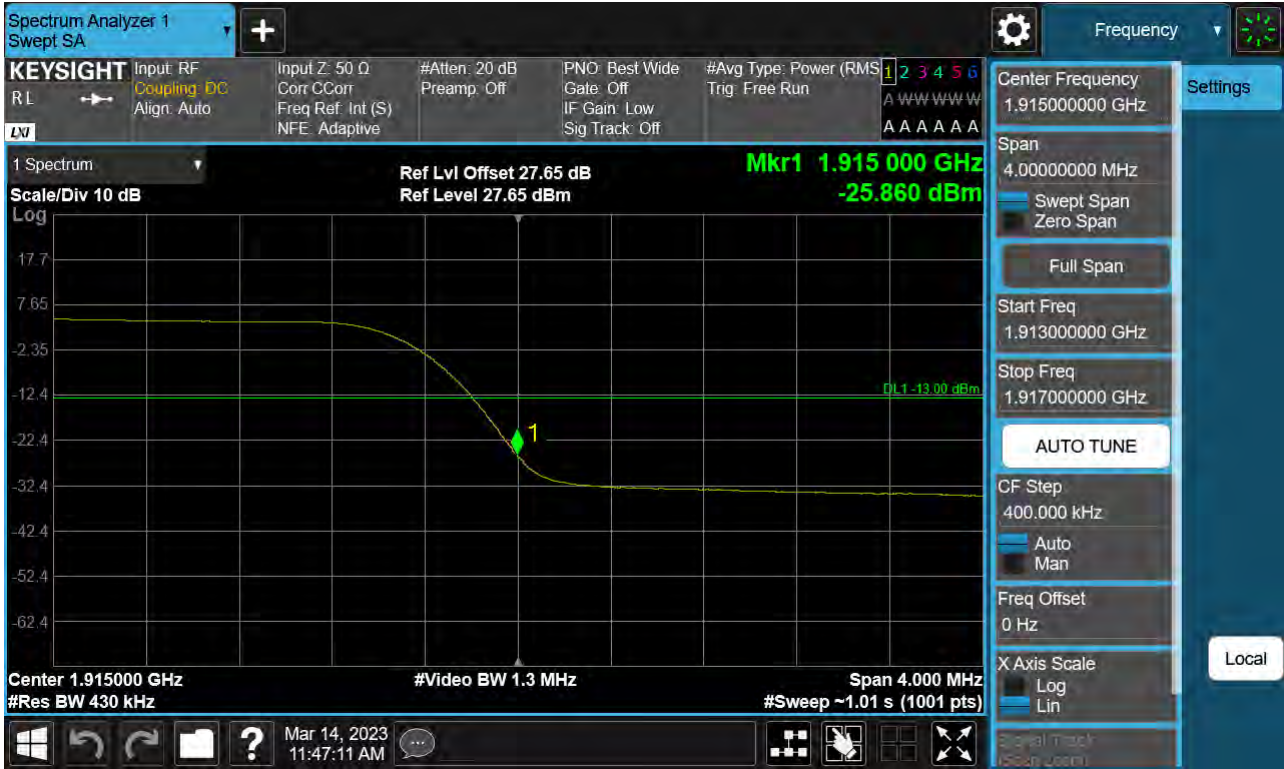 Spectrum Analyzer 1
Swept SA
+
Frequency
KEYSIGHT
RL
LXI
Input: RF
Coupling: DC
Align: Auto
Input Z: 50 Ω
Corr CCorr
Freq Ref: Int (S)
NFE: Adaptive
#Atten: 20 dB
Preamp: Off
PNO: Best Wide
Gate: Off
IF Gain: Low
Sig Track: Off
#Avg Type: Power (RMS
Trig: Free Run
1 2 3 4 5 6
A W W W W W
A A A A A A
1 Spectrum
Scale/Div 10 dB
Log
Ref Lvl Offset 27.65 dB
Ref Level 27.65 dBm
Mkr1 1.915 000 GHz
-25.860 dBm
17.7
7.65
-2.35
-12.4
-22.4
-32.4
-42.4
-52.4
-62.4
DL1 -13.00 dBm
1
Center 1.915000 GHz
#Res BW 430 kHz
#Video BW 1.3 MHz
Span 4.000 MHz
#Sweep ~1.01 s (1001 pts)
Center Frequency
1.915000000 GHz
Span
4.00000000 MHz
Swept Span
Zero Span
Full Span
Start Freq
1.913000000 GHz
Stop Freq
1.917000000 GHz
AUTO TUNE
CF Step
400.000 kHz
Auto
Man
Freq Offset
0 Hz
X Axis Scale
Log
Lin
Signal Track
(Span Zoom)
Settings
Local
?
Mar 14, 2023
11:47:11 AM